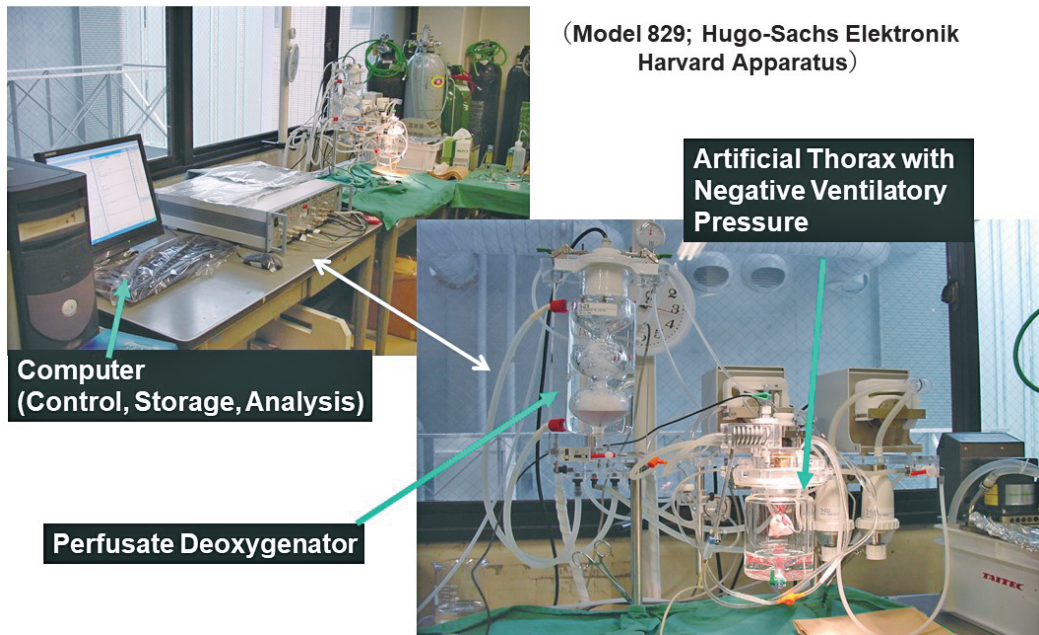 （Model 829; Hugo-Sachs Elektronik
Harvard Apparatus）
Artificial Thorax with
Negative Ventilatory
Pressure
Computer
(Control, Storage, Analysis)
Perfusate Deoxygenator
TAITEC